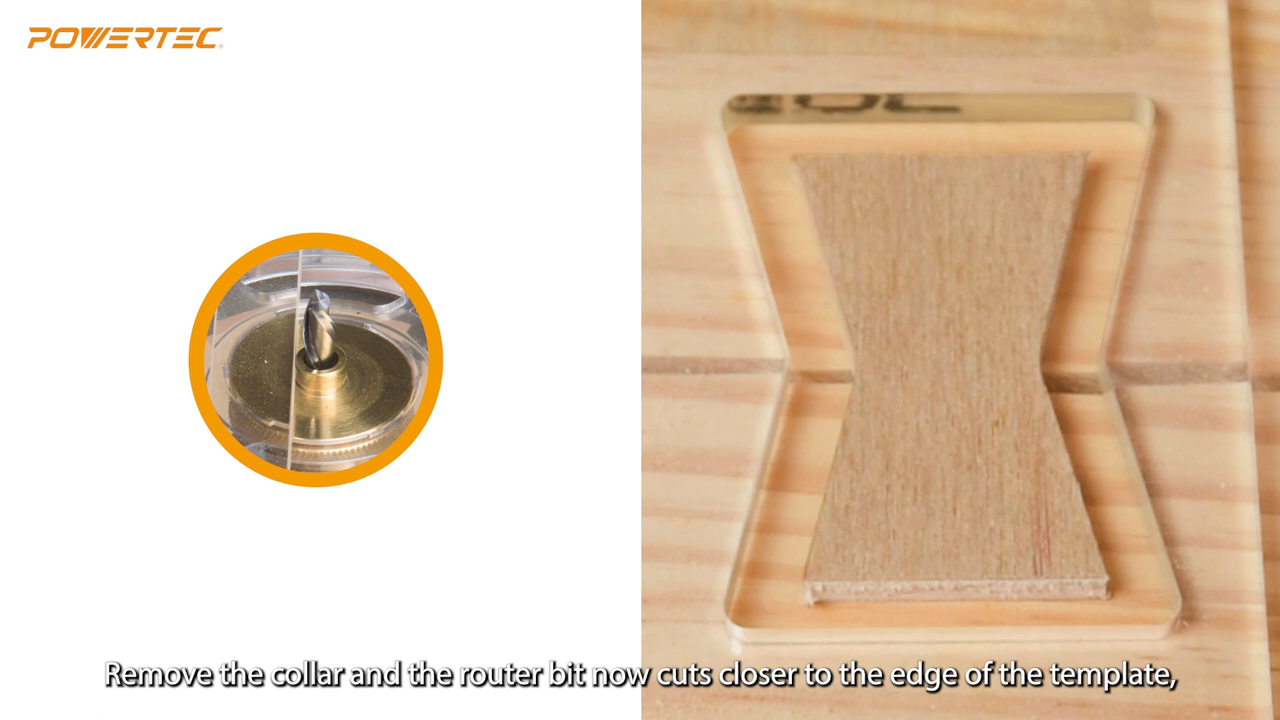 POWERTEC
Remove the collar and the router bit now cuts closer to the edge of the template,